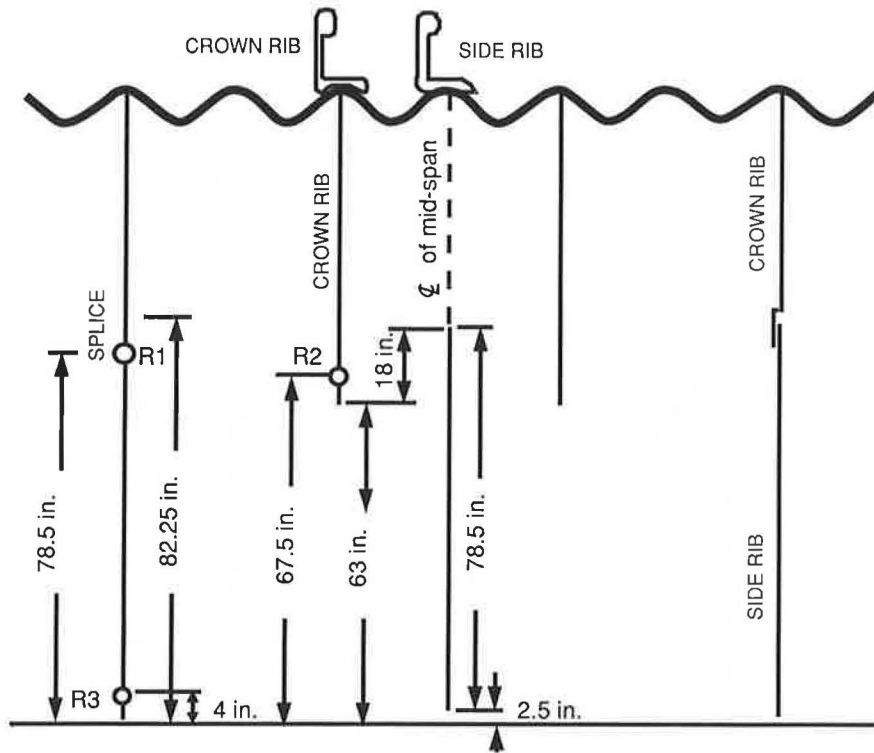 CROWN RIB
SIDE RIB
CROWN RIB
℄ of mid-span
CROWN RIB
SPLICE
R1
R2
18 in.
78.5 in.
82.25 in.
67.5 in.
63 in.
78.5 in.
SIDE RIB
R3
4 in.
2.5 in.